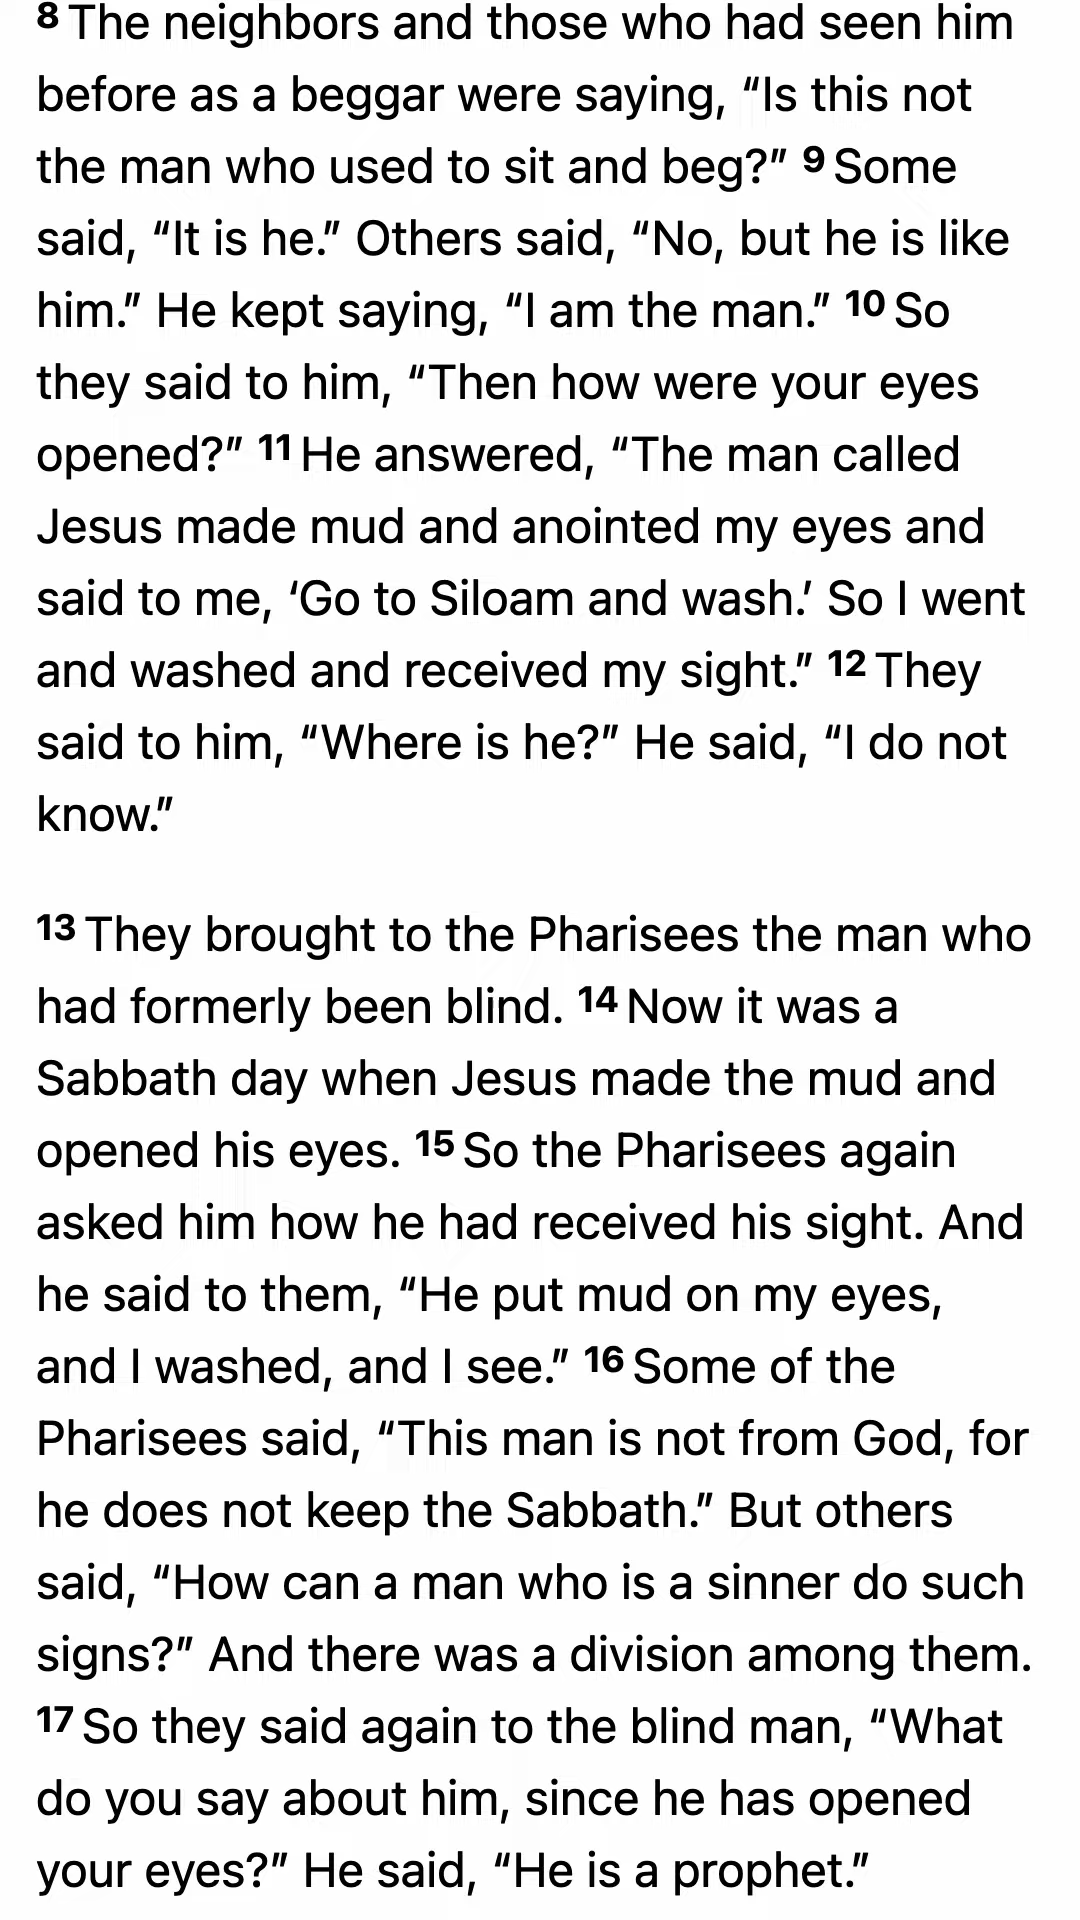 8 The neighbors and those who had seen him
before as a beggar were saying, “Is this not
the man who used to sit and beg?” 9 Some
said, “It is he.” Others said, “No, but he is like
him.” He kept saying, “I am the man.” 10 So
they said to him, “Then how were your eyes
opened?” 11 He answered, “The man called
Jesus made mud and anointed my eyes and
said to me, ‘Go to Siloam and wash.’ So I went
and washed and received my sight.” 12 They
said to him, “Where is he?” He said, “I do not
know.”
13 They brought to the Pharisees the man who
had formerly been blind. 14 Now it was a
Sabbath day when Jesus made the mud and
opened his eyes. 15 So the Pharisees again
asked him how he had received his sight. And
he said to them, “He put mud on my eyes,
and I washed, and I see.” 16 Some of the
Pharisees said, “This man is not from God, for
he does not keep the Sabbath.” But others
said, “How can a man who is a sinner do such
signs?” And there was a division among them.
17 So they said again to the blind man, “What
do you say about him, since he has opened
your eyes?” He said, “He is a prophet.”